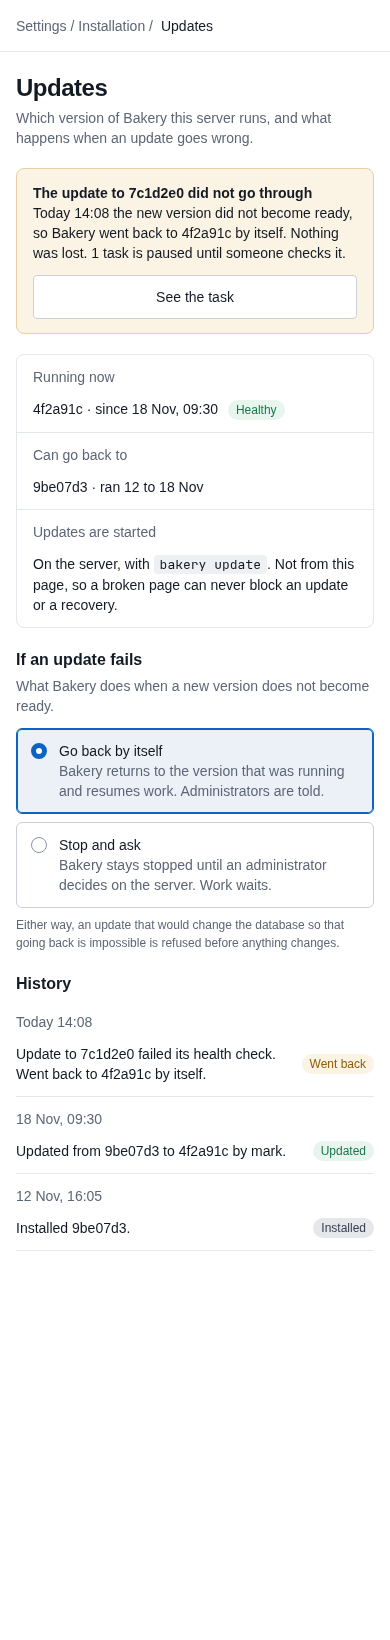 Settings / Installation / Updates
Updates
Which version of Bakery this server runs, and what
happens when an update goes wrong.
The update to 7c1d2e0 did not go through
Today 14:08 the new version did not become ready,
so Bakery went back to 4f2a91c by itself. Nothing
was lost. 1 task is paused until someone checks it.
See the task
Running now
4f2a91c · since 18 Nov, 09:30 Healthy
Can go back to
9be07d3 · ran 12 to 18 Nov
Updates are started
On the server, with bakery update. Not from this
page, so a broken page can never block an update
or a recovery.
If an update fails
What Bakery does when a new version does not become
ready.
Go back by itself
Bakery returns to the version that was running
and resumes work. Administrators are told.
Stop and ask
Bakery stays stopped until an administrator
decides on the server. Work waits.
Either way, an update that would change the database so that
going back is impossible is refused before anything changes.
History
Today 14:08
Update to 7c1d2e0 failed its health check.
Went back to 4f2a91c by itself.
Went back
18 Nov, 09:30
Updated from 9be07d3 to 4f2a91c by mark. Updated
12 Nov, 16:05
Installed 9be07d3. Installed